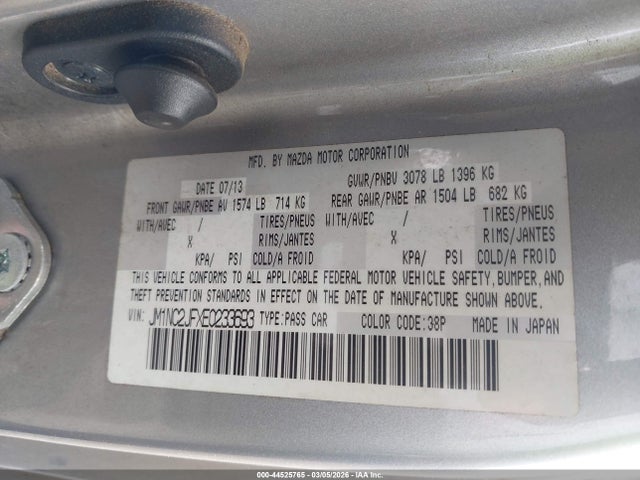 MFD. BY MAZDA MOTOR CORPORATION
DATE 07/13 GVWR/PNBV 3078 LB 1396 KG
FRONT GAWR/PNBE AV 1574 LB 714 KG REAR GAWR/PNBE AR 1504 LB 682 KG
WITH/AVEC / TIRES/PNEUS WITH/AVEC / TIRES/PNEUS
X RIMS/JANTES X RIMS/JANTES
KPA/ PSI COLD/A FROID KPA/ PSI COLD/A FROID
THIS VEHICLE CONFORMS TO ALL APPLICABLE FEDERAL MOTOR VEHICLE SAFETY, BUMPER, AND
THEFT PREVENTION STANDARDS IN EFFECT ON THE DATE OF MANUFACTURE SHOWN ABOVE.
VIN: JM1NC2JFXE0233693 TYPE:PASS CAR COLOR CODE:38P MADE IN JAPAN
(BR) - 44525765 - 03/05/2026 - IAA Inc.